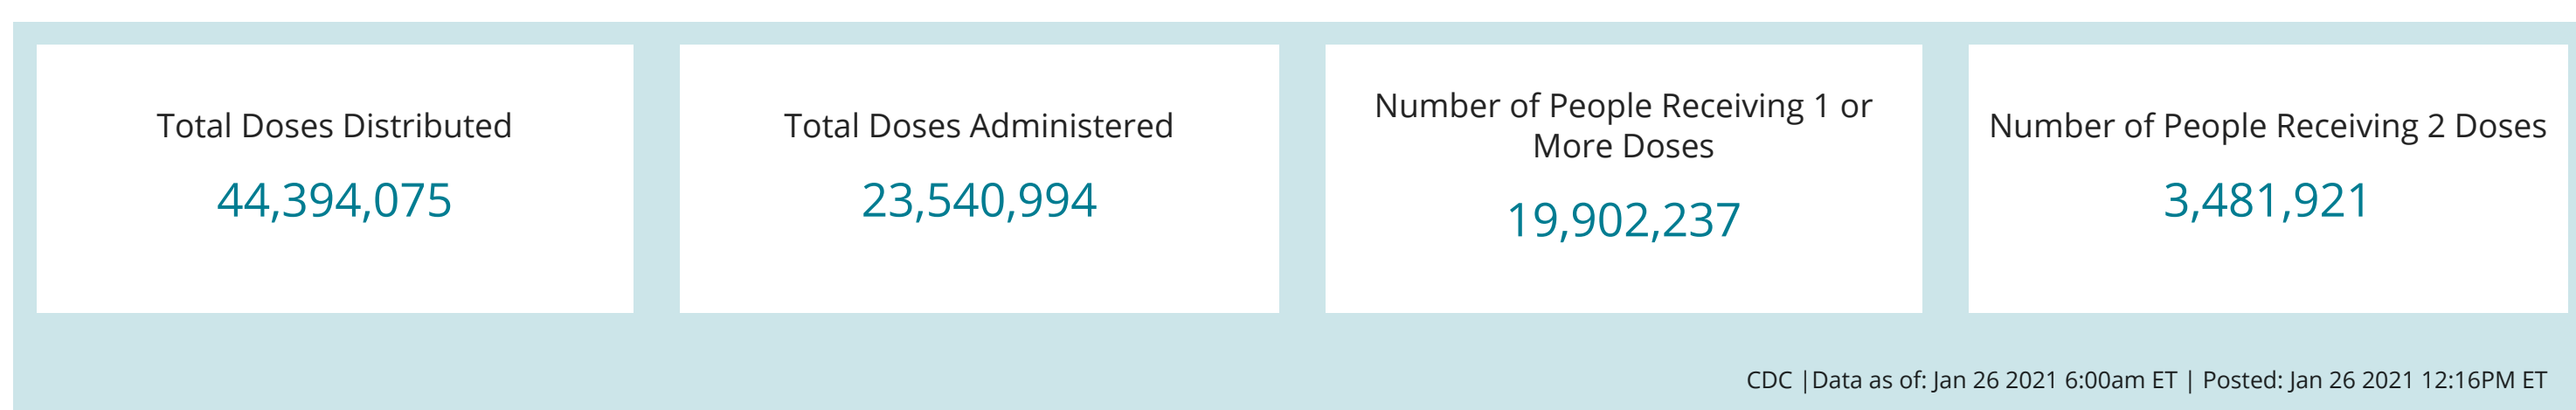 Total Doses Distributed
44,394,075
Total Doses Administered
23,540,994
Number of People Receiving 1 or
More Doses
19,902,237
Number of People Receiving 2 Doses
3,481,921
CDC |Data as of: Jan 26 2021 6:00am ET | Posted: Jan 26 2021 12:16PM ET